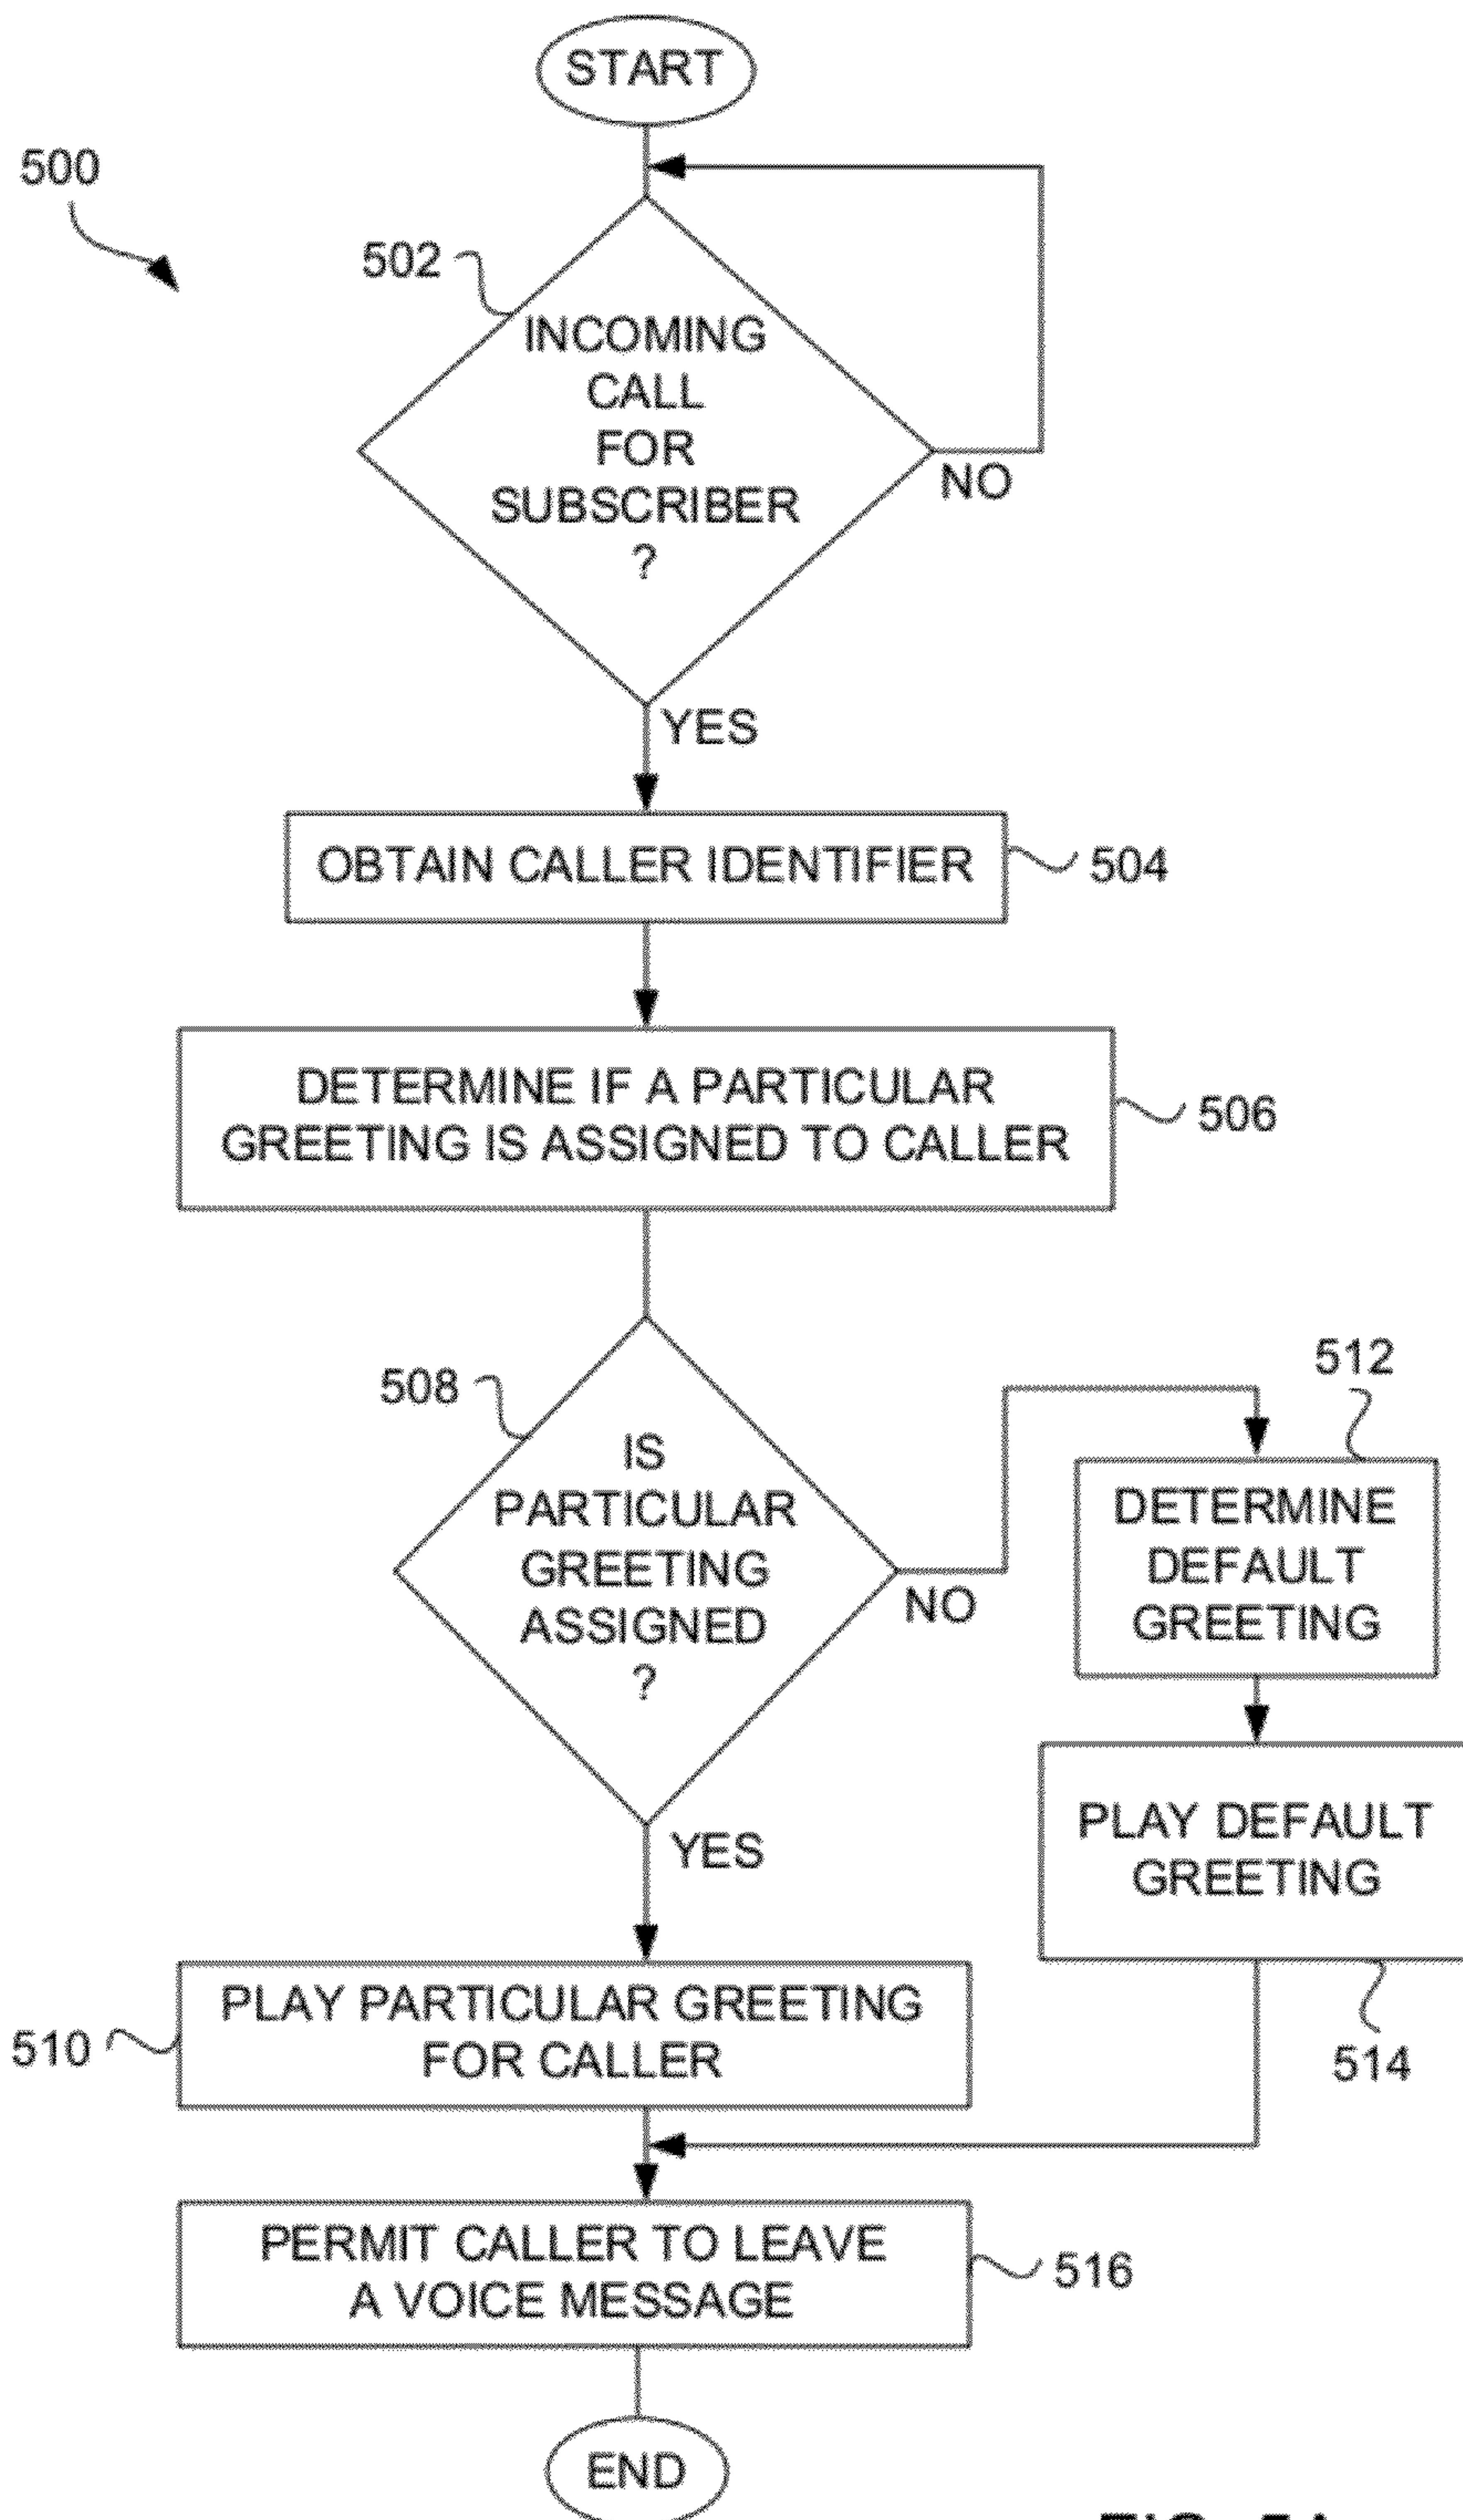 START
500
502
INCOMING
CALL
FOR
SUBSCRIBER
?
NO
YES
OBTAIN CALLER IDENTIFIER
504
DETERMINE IF A PARTICULAR
GREETING IS ASSIGNED TO CALLER
506
508
IS
PARTICULAR
GREETING
ASSIGNED
?
NO
512
DETERMINE
DEFAULT
GREETING
YES
PLAY DEFAULT
GREETING
514
510
PLAY PARTICULAR GREETING
FOR CALLER
PERMIT CALLER TO LEAVE
A VOICE MESSAGE
516
END